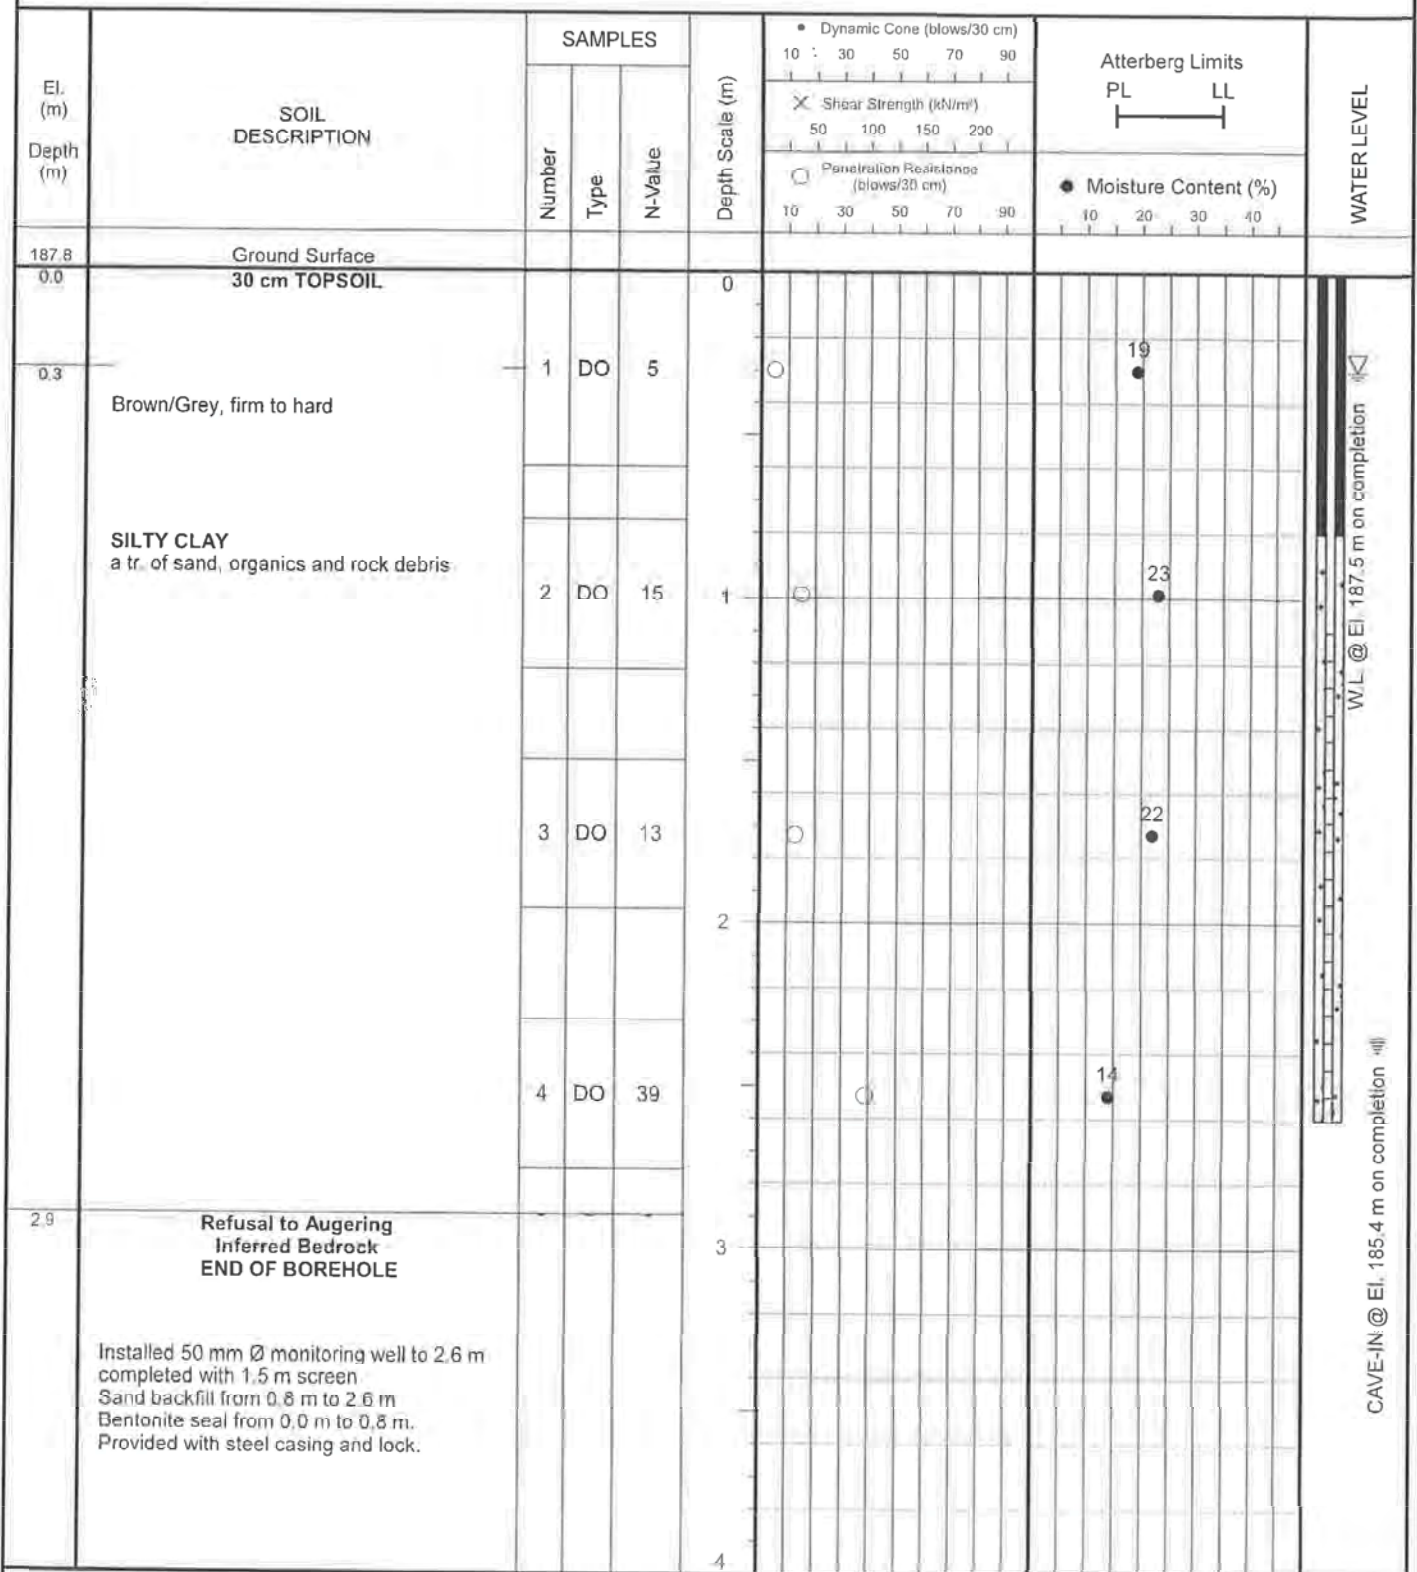 El.
(m)
Depth
(m)
SOIL
DESCRIPTION
SAMPLES
Number
Type
N-Value
Depth Scale (m)
• Dynamic Cone (blows/30 cm)
10 30 50 70 90
X Shear Strength (kN/m²)
50 100 150 200
Penetration Resistance
(blows/30 cm)
10 30 50 70 90
Atterberg Limits
PL LL
● Moisture Content (%)
10 20 30 40
WATER LEVEL
187.8 Ground Surface
0.0 30 cm TOPSOIL 0
19
0.3 1 DO 5
Brown/Grey, firm to hard
SILTY CLAY
a tr. of sand, organics and rock debris
23
2 DO 15 1
22
3 DO 13
2
14
4 DO 39
2.9 Refusal to Augering - - -
Inferred Bedrock
END OF BOREHOLE
3
Installed 50 mm Ø monitoring well to 2.6 m
completed with 1.5 m screen
Sand backfill from 0.8 m to 2.6 m
Bentonite seal from 0.0 m to 0.8 m.
Provided with steel casing and lock.
4
W.L. @ El. 187.5 m on completion
CAVE-IN @ El. 185.4 m on completion